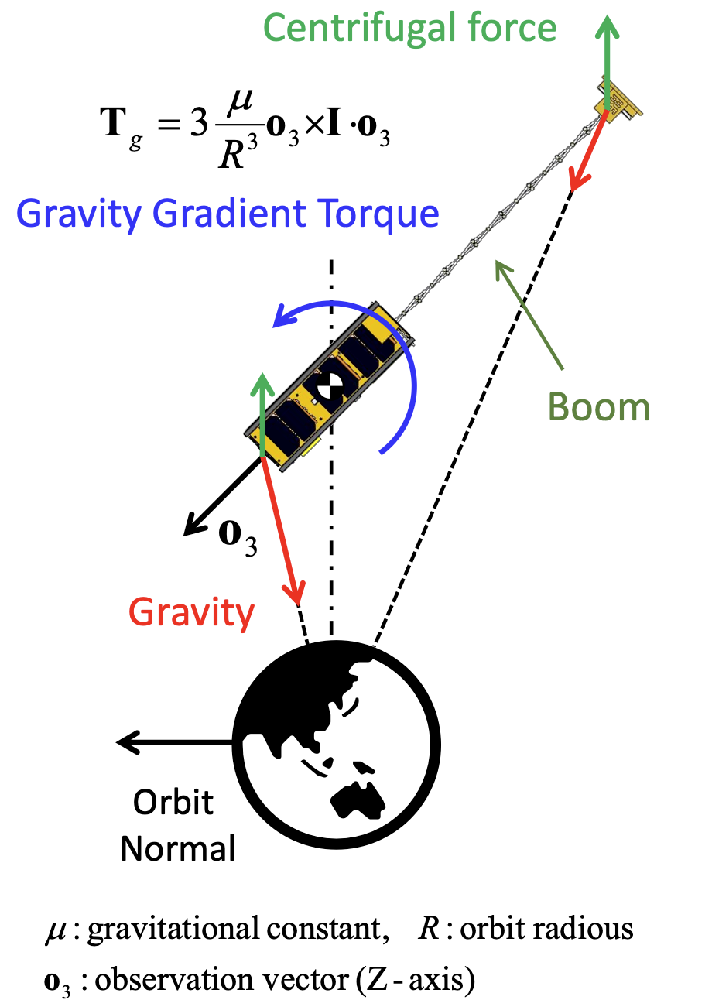 Centrifugal force
T_g = 3 μ/R³ o₃×I·o₃
Gravity Gradient Torque
Boom
o₃
Gravity
Orbit
Normal
μ : gravitational constant, R : orbit radious
o₃ : observation vector (Z - axis)